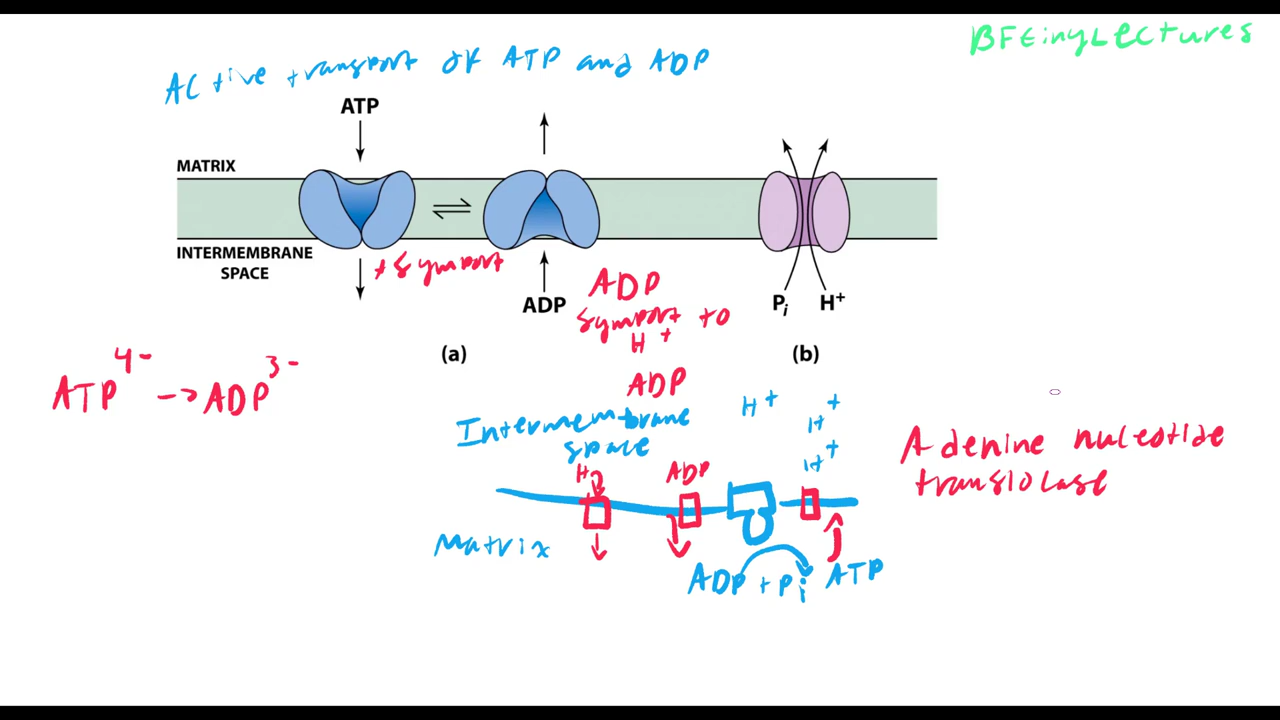 BFEinyLectures
Active transport of ATP and ADP
ATP
MATRIX
INTERMEMBRANE
SPACE
+ symport
ADP
ADP
symport to
H+
Pi H+
(a)
(b)
ATP4- -> ADP3-
ADP
Intermembrane
space
H+
H+
H+
Adenine nucleotide
translocase
H
ADP
Matrix
ADP + Pi ATP